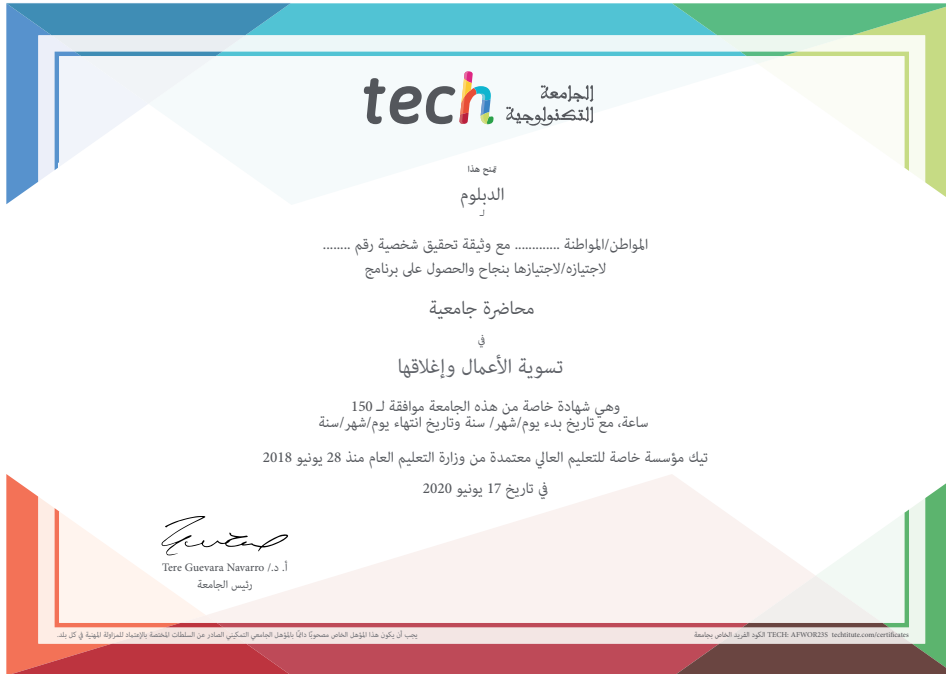 tech الجامعة
التكنولوجية
تمنح هذا
الدبلوم
لـ
المواطن/المواطنة ............. مع وثيقة تحقيق شخصية رقم ........
لاجتيازه/لاجتيازها بنجاح والحصول على برنامج
محاضرة جامعية
في
تسوية الأعمال وإغلاقها
وهي شهادة خاصة من هذه الجامعة موافقة لـ 150
ساعة، مع تاريخ بدء يوم/شهر/ سنة وتاريخ انتهاء يوم/شهر/سنة
تيك مؤسسة خاصة للتعليم العالي معتمدة من وزارة التعليم العام منذ 28 يونيو 2018
في تاريخ 17 يونيو 2020
أ. د./ Tere Guevara Navarro
رئيس الجامعة
يجب أن يكون هذا المؤهل الخاص مصحوبًا دائمًا بالمؤهل الجامعي التمكيني الصادر عن السلطات المختصة بالإعتماد للمزاولة المهنية في كل بلد.
الكود الفريد الخاص بجامعة TECH: AFWOR23S techtitute.com/certificates